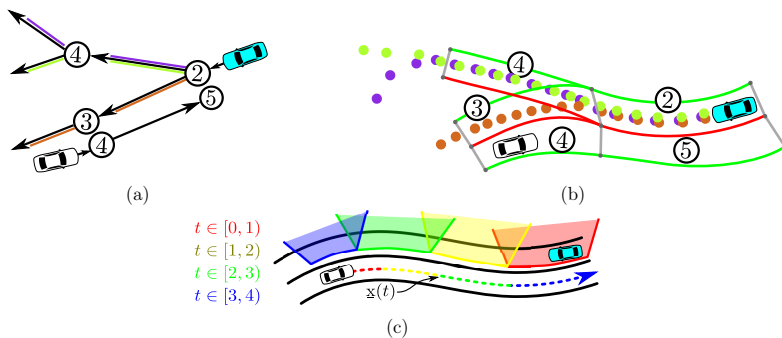 ④
②
⑤
③
④
(a)
④
②
③
④
⑤
(b)
t ∈ [0, 1)
t ∈ [1, 2)
t ∈ [2, 3)
t ∈ [3, 4)
x(t)
(c)